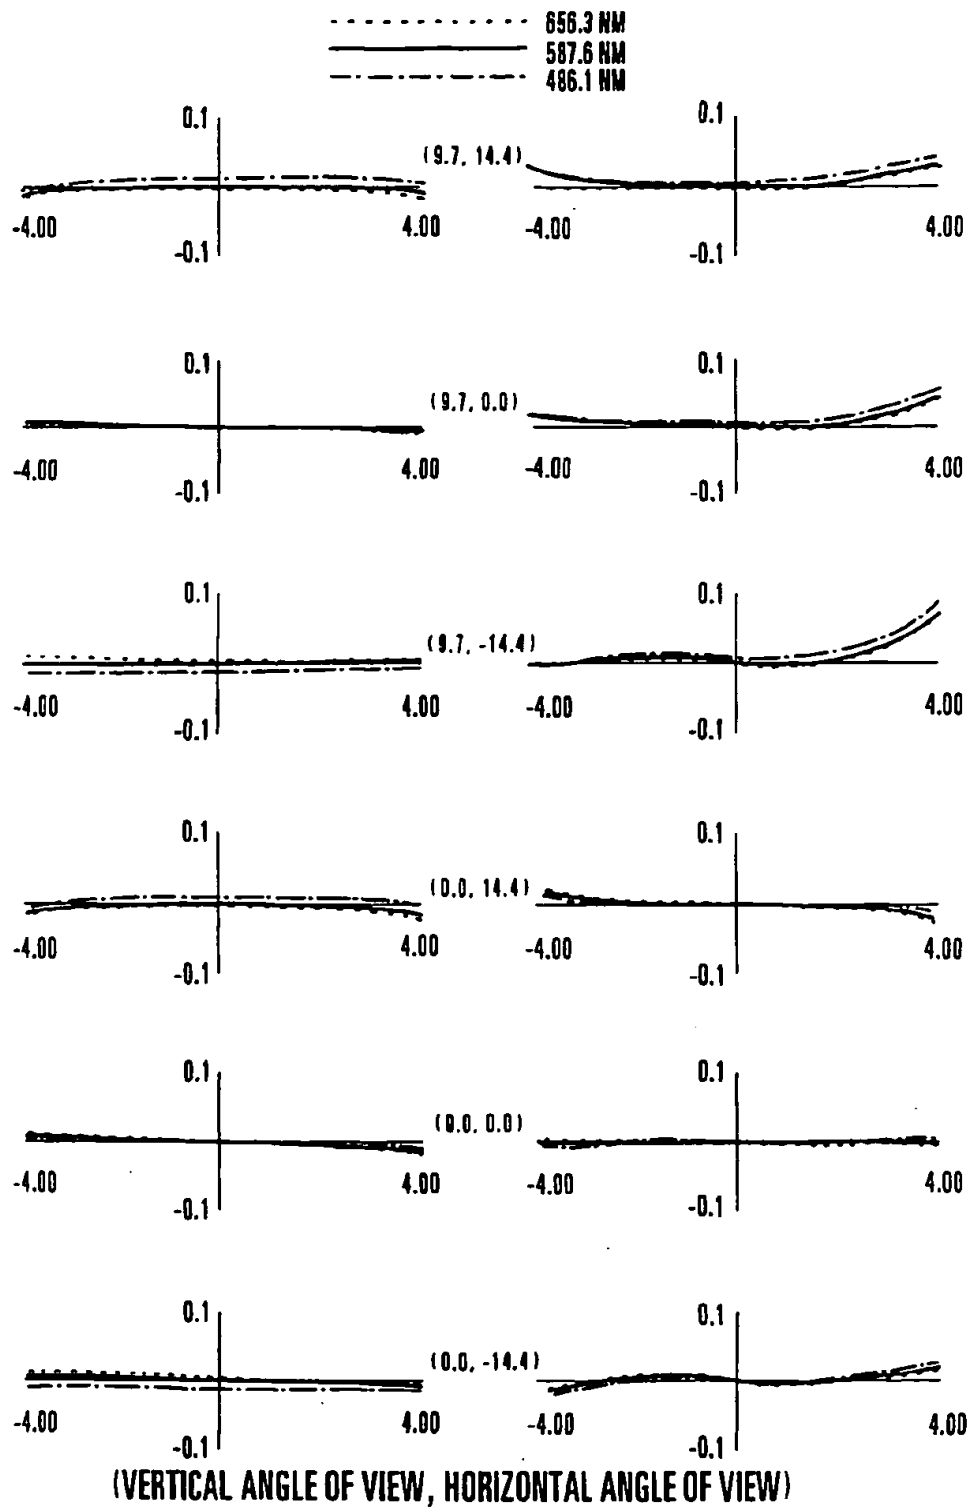 656.3 NM
587.6 NM
486.1 NM
0.1 0.1
(9.7, 14.4)
-4.00 4.00 -4.00 4.00
-0.1 -0.1
0.1 0.1
(9.7, 0.0)
-4.00 4.00 -4.00 4.00
-0.1 -0.1
0.1 0.1
(9.7, -14.4)
-4.00 4.00 -4.00 4.00
-0.1 -0.1
0.1 0.1
(0.0, 14.4)
-4.00 4.00 -4.00 4.00
-0.1 -0.1
0.1 0.1
(0.0, 0.0)
-4.00 4.00 -4.00 4.00
-0.1 -0.1
0.1 0.1
(0.0, -14.4)
-4.00 4.00 -4.00 4.00
-0.1 -0.1
(VERTICAL ANGLE OF VIEW, HORIZONTAL ANGLE OF VIEW)